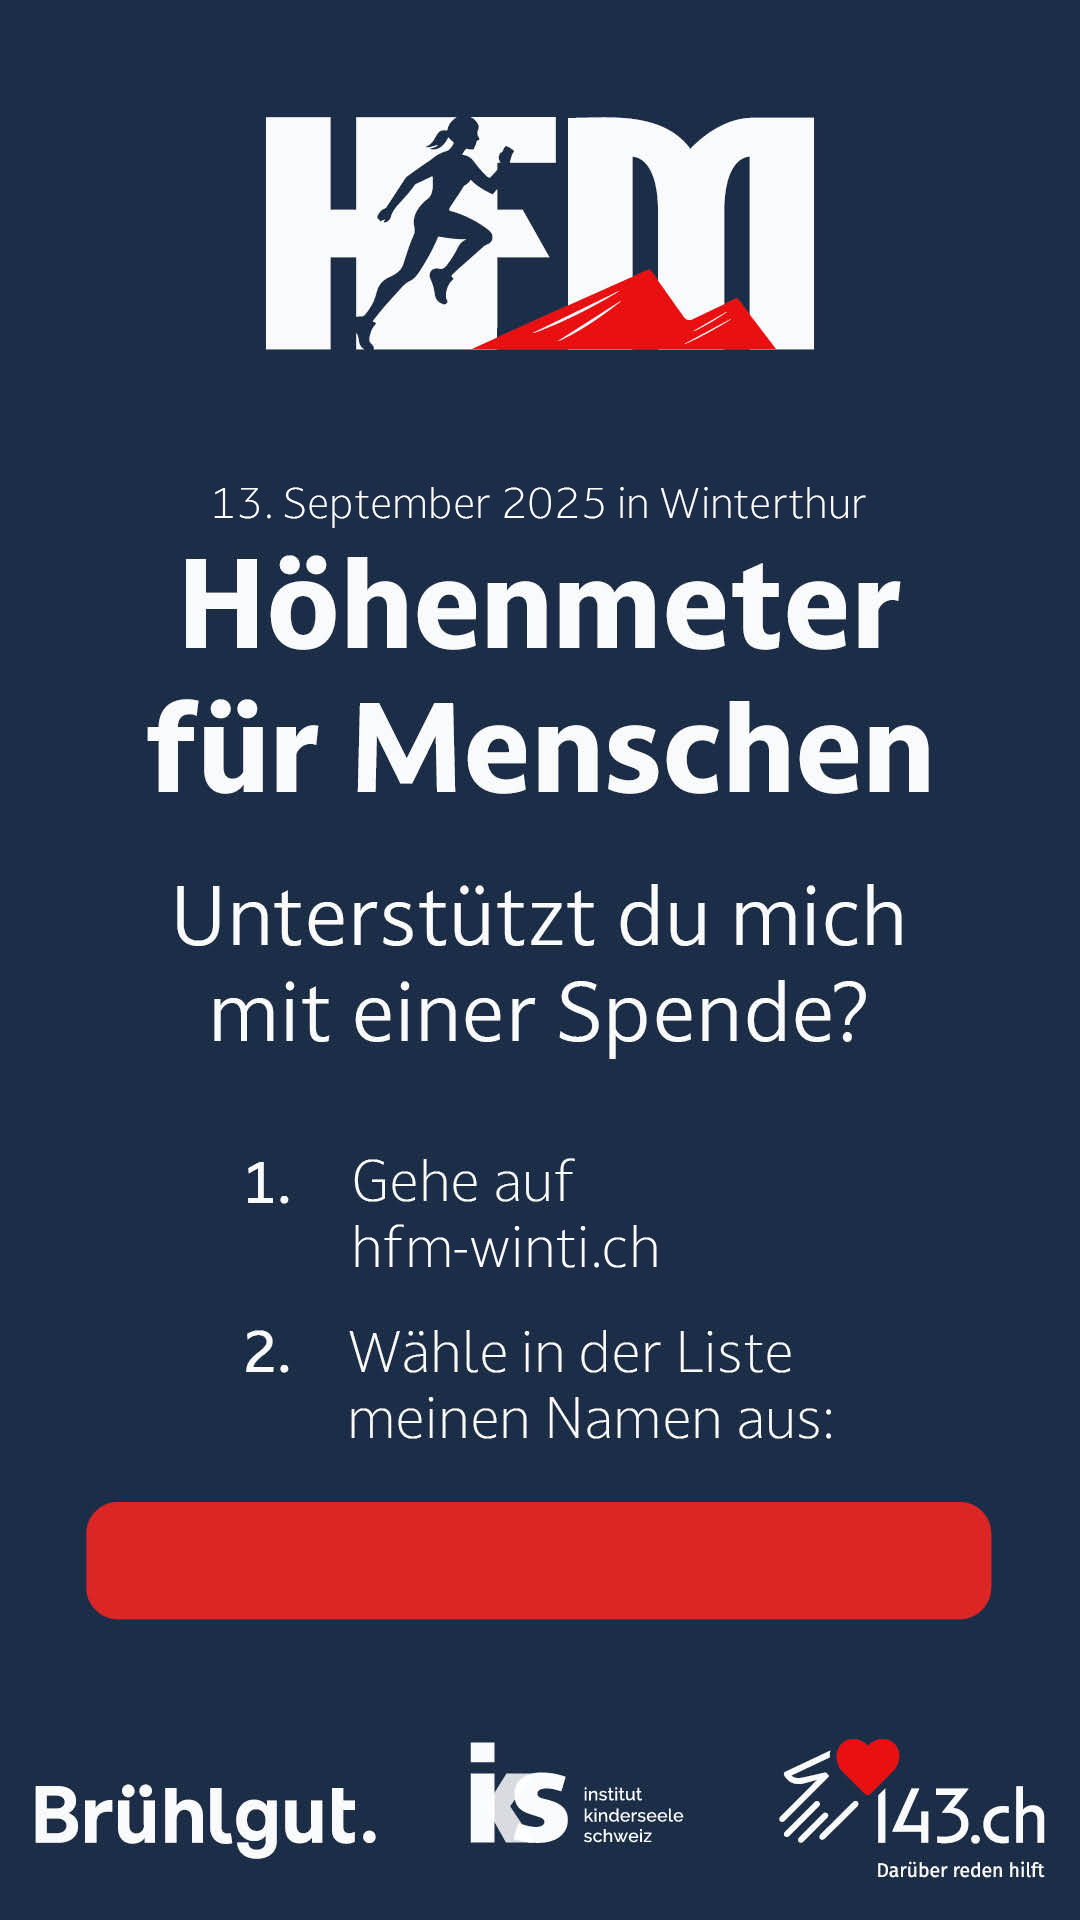 HFM
13. September 2025 in Winterthur
Höhenmeter
für Menschen
Unterstützt du mich
mit einer Spende?
1. Gehe auf
hfm-winti.ch
2. Wähle in der Liste
meinen Namen aus:
Brühlgut.
iks institut
kinderseele
schweiz
143.ch
Darüber reden hilft